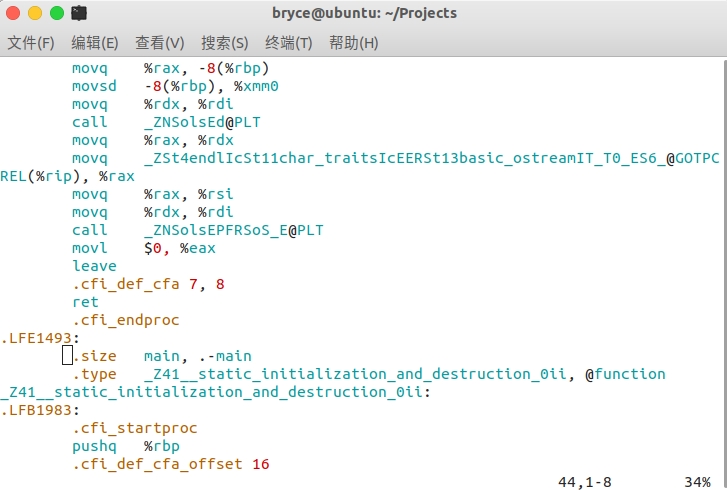 bryce@ubuntu: ~/Projects
文件(F) 编辑(E) 查看(V) 搜索(S) 终端(T) 帮助(H)
movq %rax, -8(%rbp)
movsd -8(%rbp), %xmm0
movq %rdx, %rdi
call _ZNSolsEd@PLT
movq %rax, %rdx
movq _ZSt4endlIcSt11char_traitsIcEERSt13basic_ostreamIT_T0_ES6_@GOTPC
REL(%rip), %rax
movq %rax, %rsi
movq %rdx, %rdi
call _ZNSolsEPFRSoS_E@PLT
movl $0, %eax
leave
.cfi_def_cfa 7, 8
ret
.cfi_endproc
.LFE1493:
.size main, .-main
.type _Z41__static_initialization_and_destruction_0ii, @function
_Z41__static_initialization_and_destruction_0ii:
.LFB1983:
.cfi_startproc
pushq %rbp
.cfi_def_cfa_offset 16
44,1-8 34%